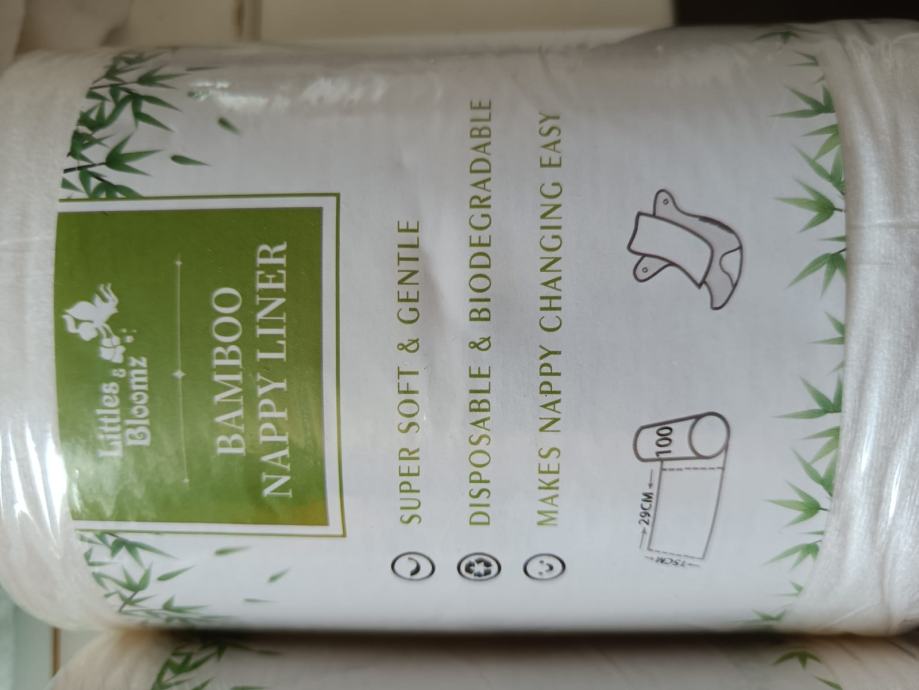 Littles &
Bloomz
BAMBOO
NAPPY LINER
SUPER SOFT & GENTLE
DISPOSABLE & BIODEGRADABLE
MAKES NAPPY CHANGING EASY
29CM
100
15CM